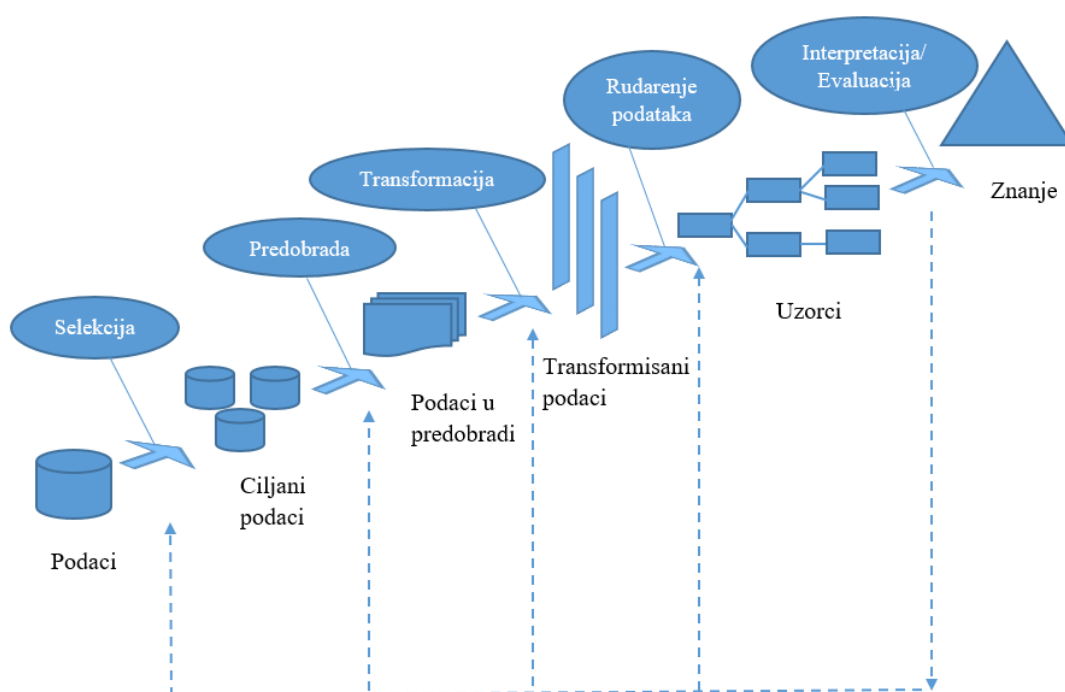 Selekcija
Podaci
Predobrada
Ciljani
podaci
Transformacija
Podaci u
predobradi
Rudarenje
podataka
Transformisani
podaci
Interpretacija/
Evaluacija
Uzorci
Znanje